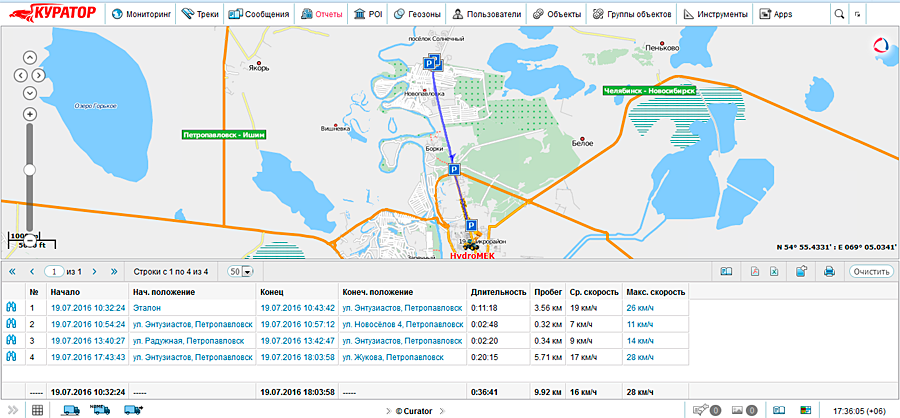 КУРАТОР
Мониторинг Треки Сообщения Отчеты POI Геозоны Пользователи Объекты Группы объектов Инструменты Apps
посёлок Солнечный
Пеньково
Якорь
Озеро Горькое
Новопавловка
Челябинск - Новосибирск
Петропавловск - Ишим
Вишневка
Борки
Белое
HydroMEK
N 54° 55.4331' : E 069° 05.0341'
1 из 1 Строки с 1 по 4 из 4 50 Очистить
№ Начало Нач. положение Конец Конеч. положение Длительность Пробег Ср. скорость Макс. скорость
1 19.07.2016 10:32:24 Эталон 19.07.2016 10:43:42 ул. Энтузиастов, Петропавловск 0:11:18 3.56 км 19 км/ч 26 км/ч
2 19.07.2016 10:54:24 ул. Энтузиастов, Петропавловск 19.07.2016 10:57:12 ул. Новосёлов 4, Петропавловск 0:02:48 0.32 км 7 км/ч 11 км/ч
3 19.07.2016 13:40:27 ул. Радужная, Петропавловск 19.07.2016 13:42:47 ул. Энтузиастов, Петропавловск 0:02:20 0.34 км 9 км/ч 14 км/ч
4 19.07.2016 17:43:43 ул. Энтузиастов, Петропавловск 19.07.2016 18:03:58 ул. Жукова, Петропавловск 0:20:15 5.71 км 17 км/ч 28 км/ч
----- 19.07.2016 10:32:24 ----- 19.07.2016 18:03:58 ----- 0:36:41 9.92 км 16 км/ч 28 км/ч
© Curator 0 0 17:36:05 (+06)